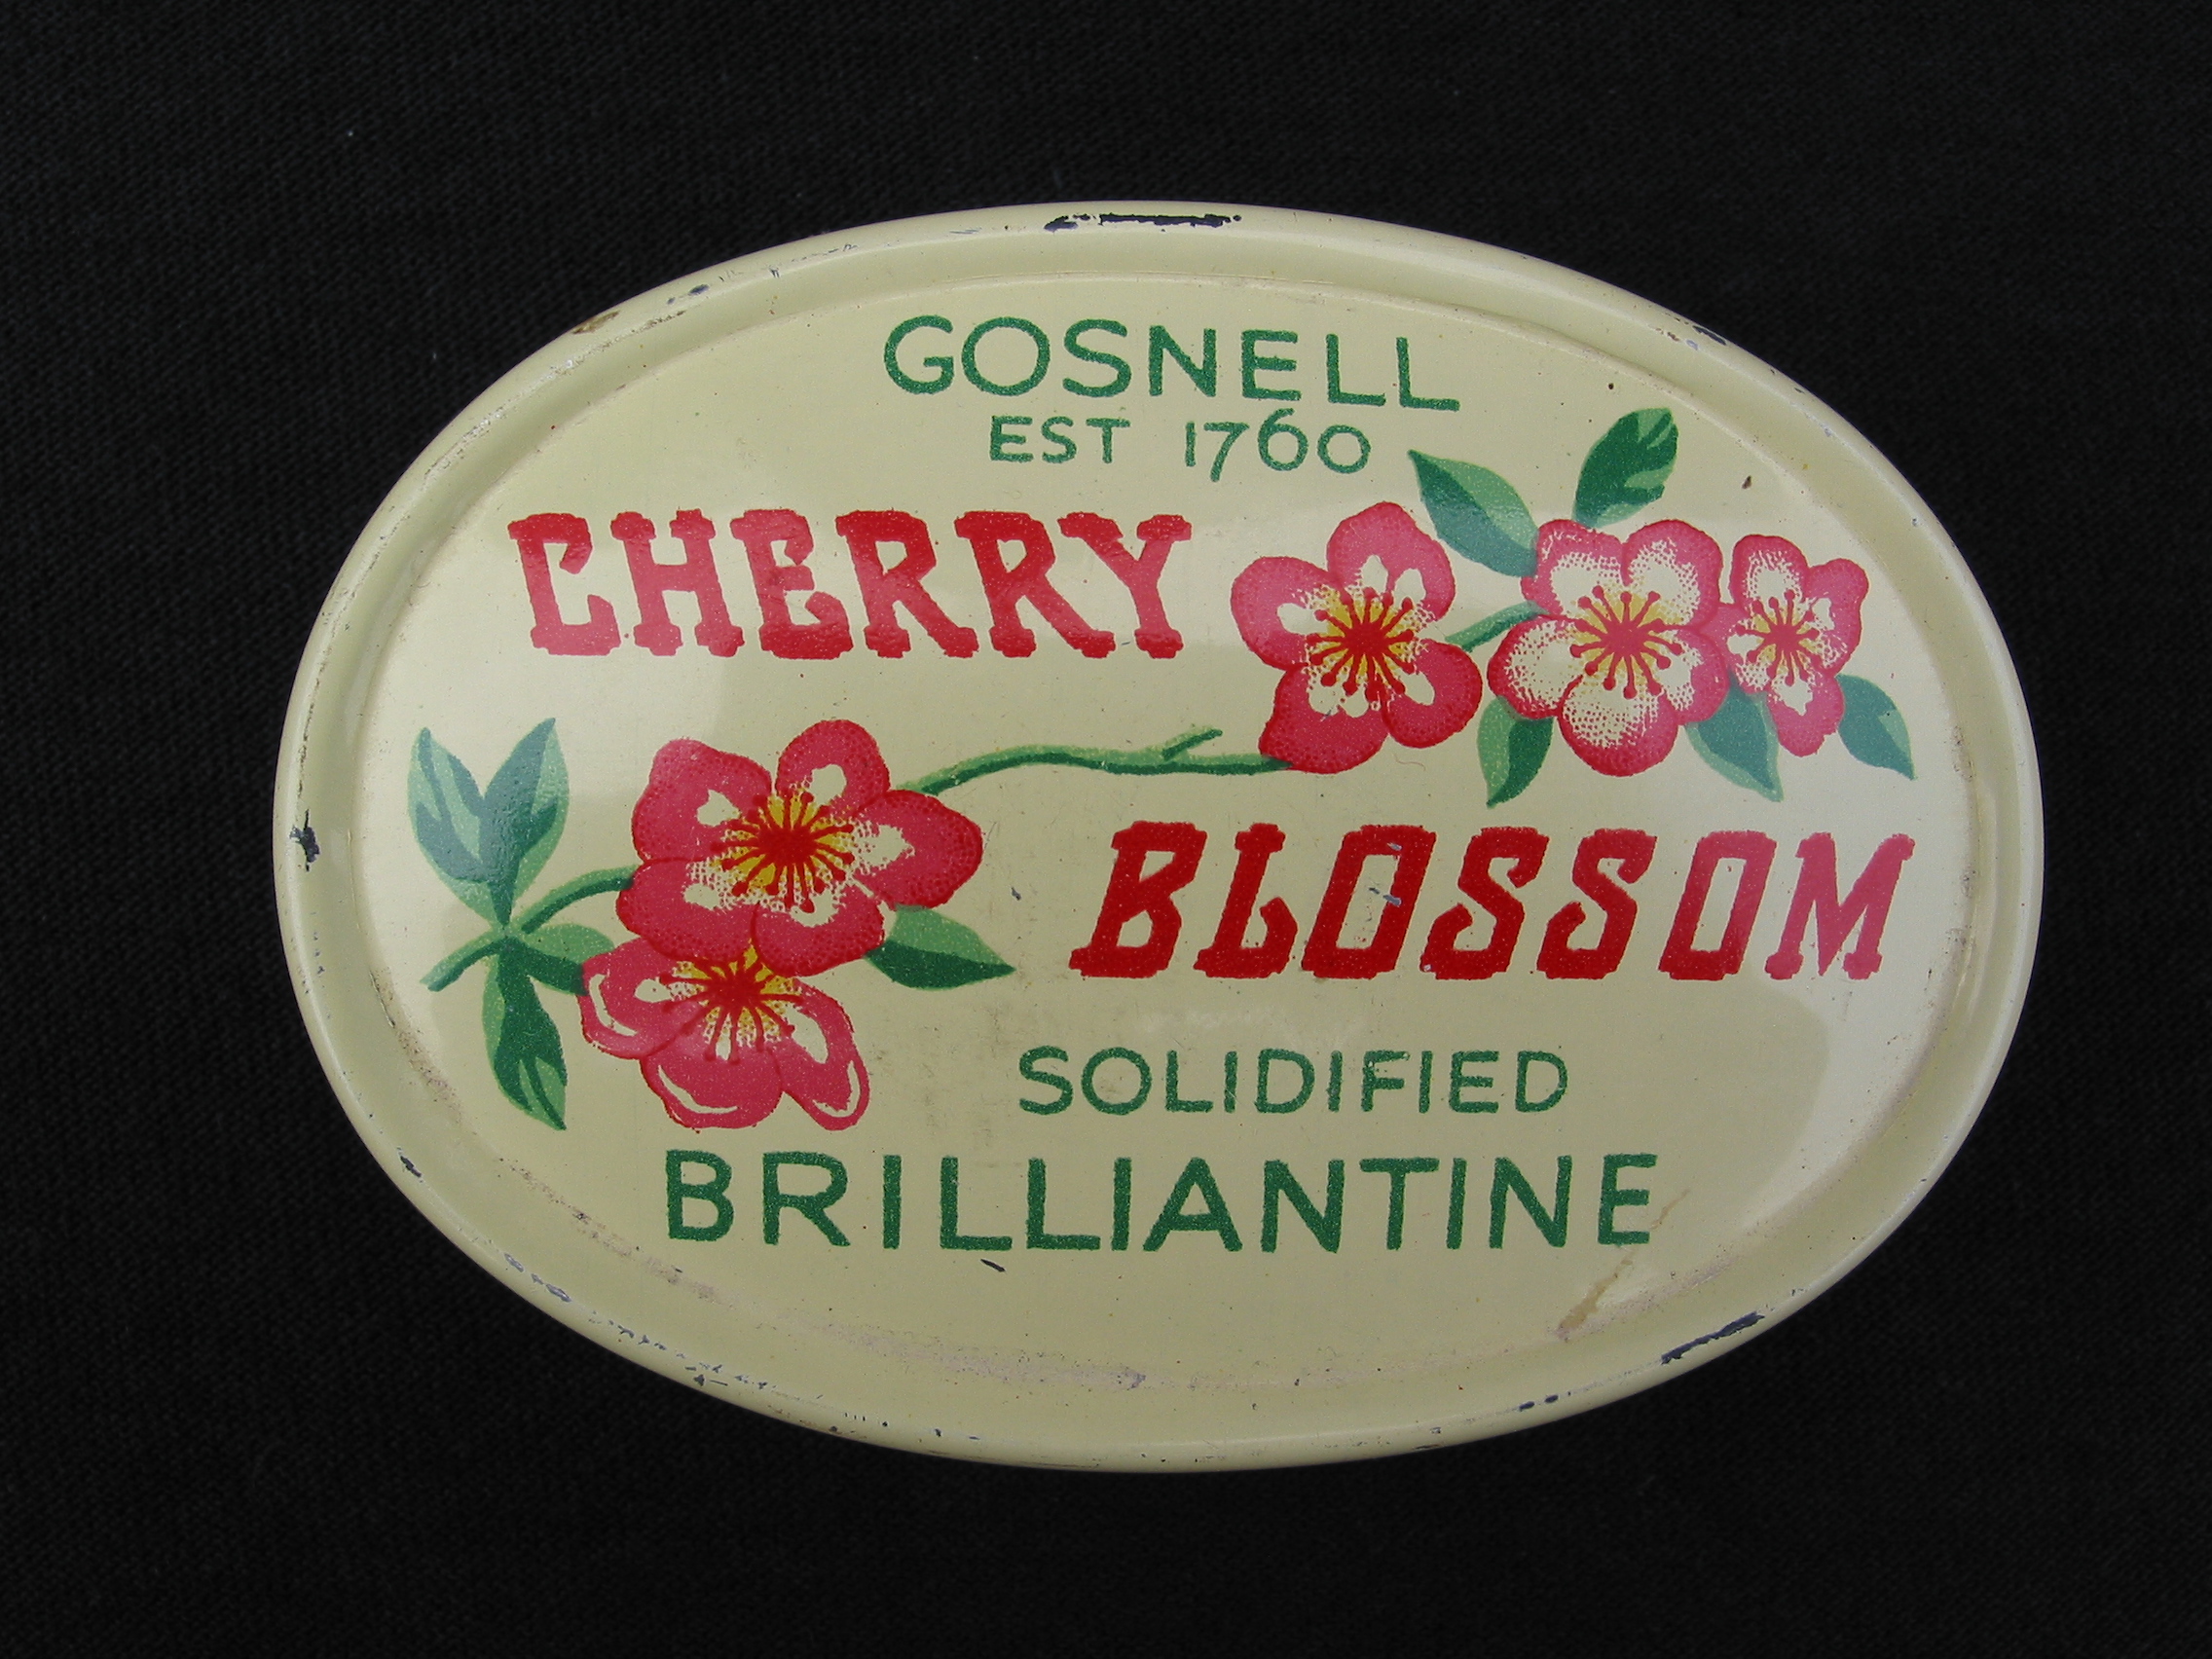 GOSNELL
EST 1760
CHERRY
BLOSSOM
SOLIDIFIED
BRILLIANTINE